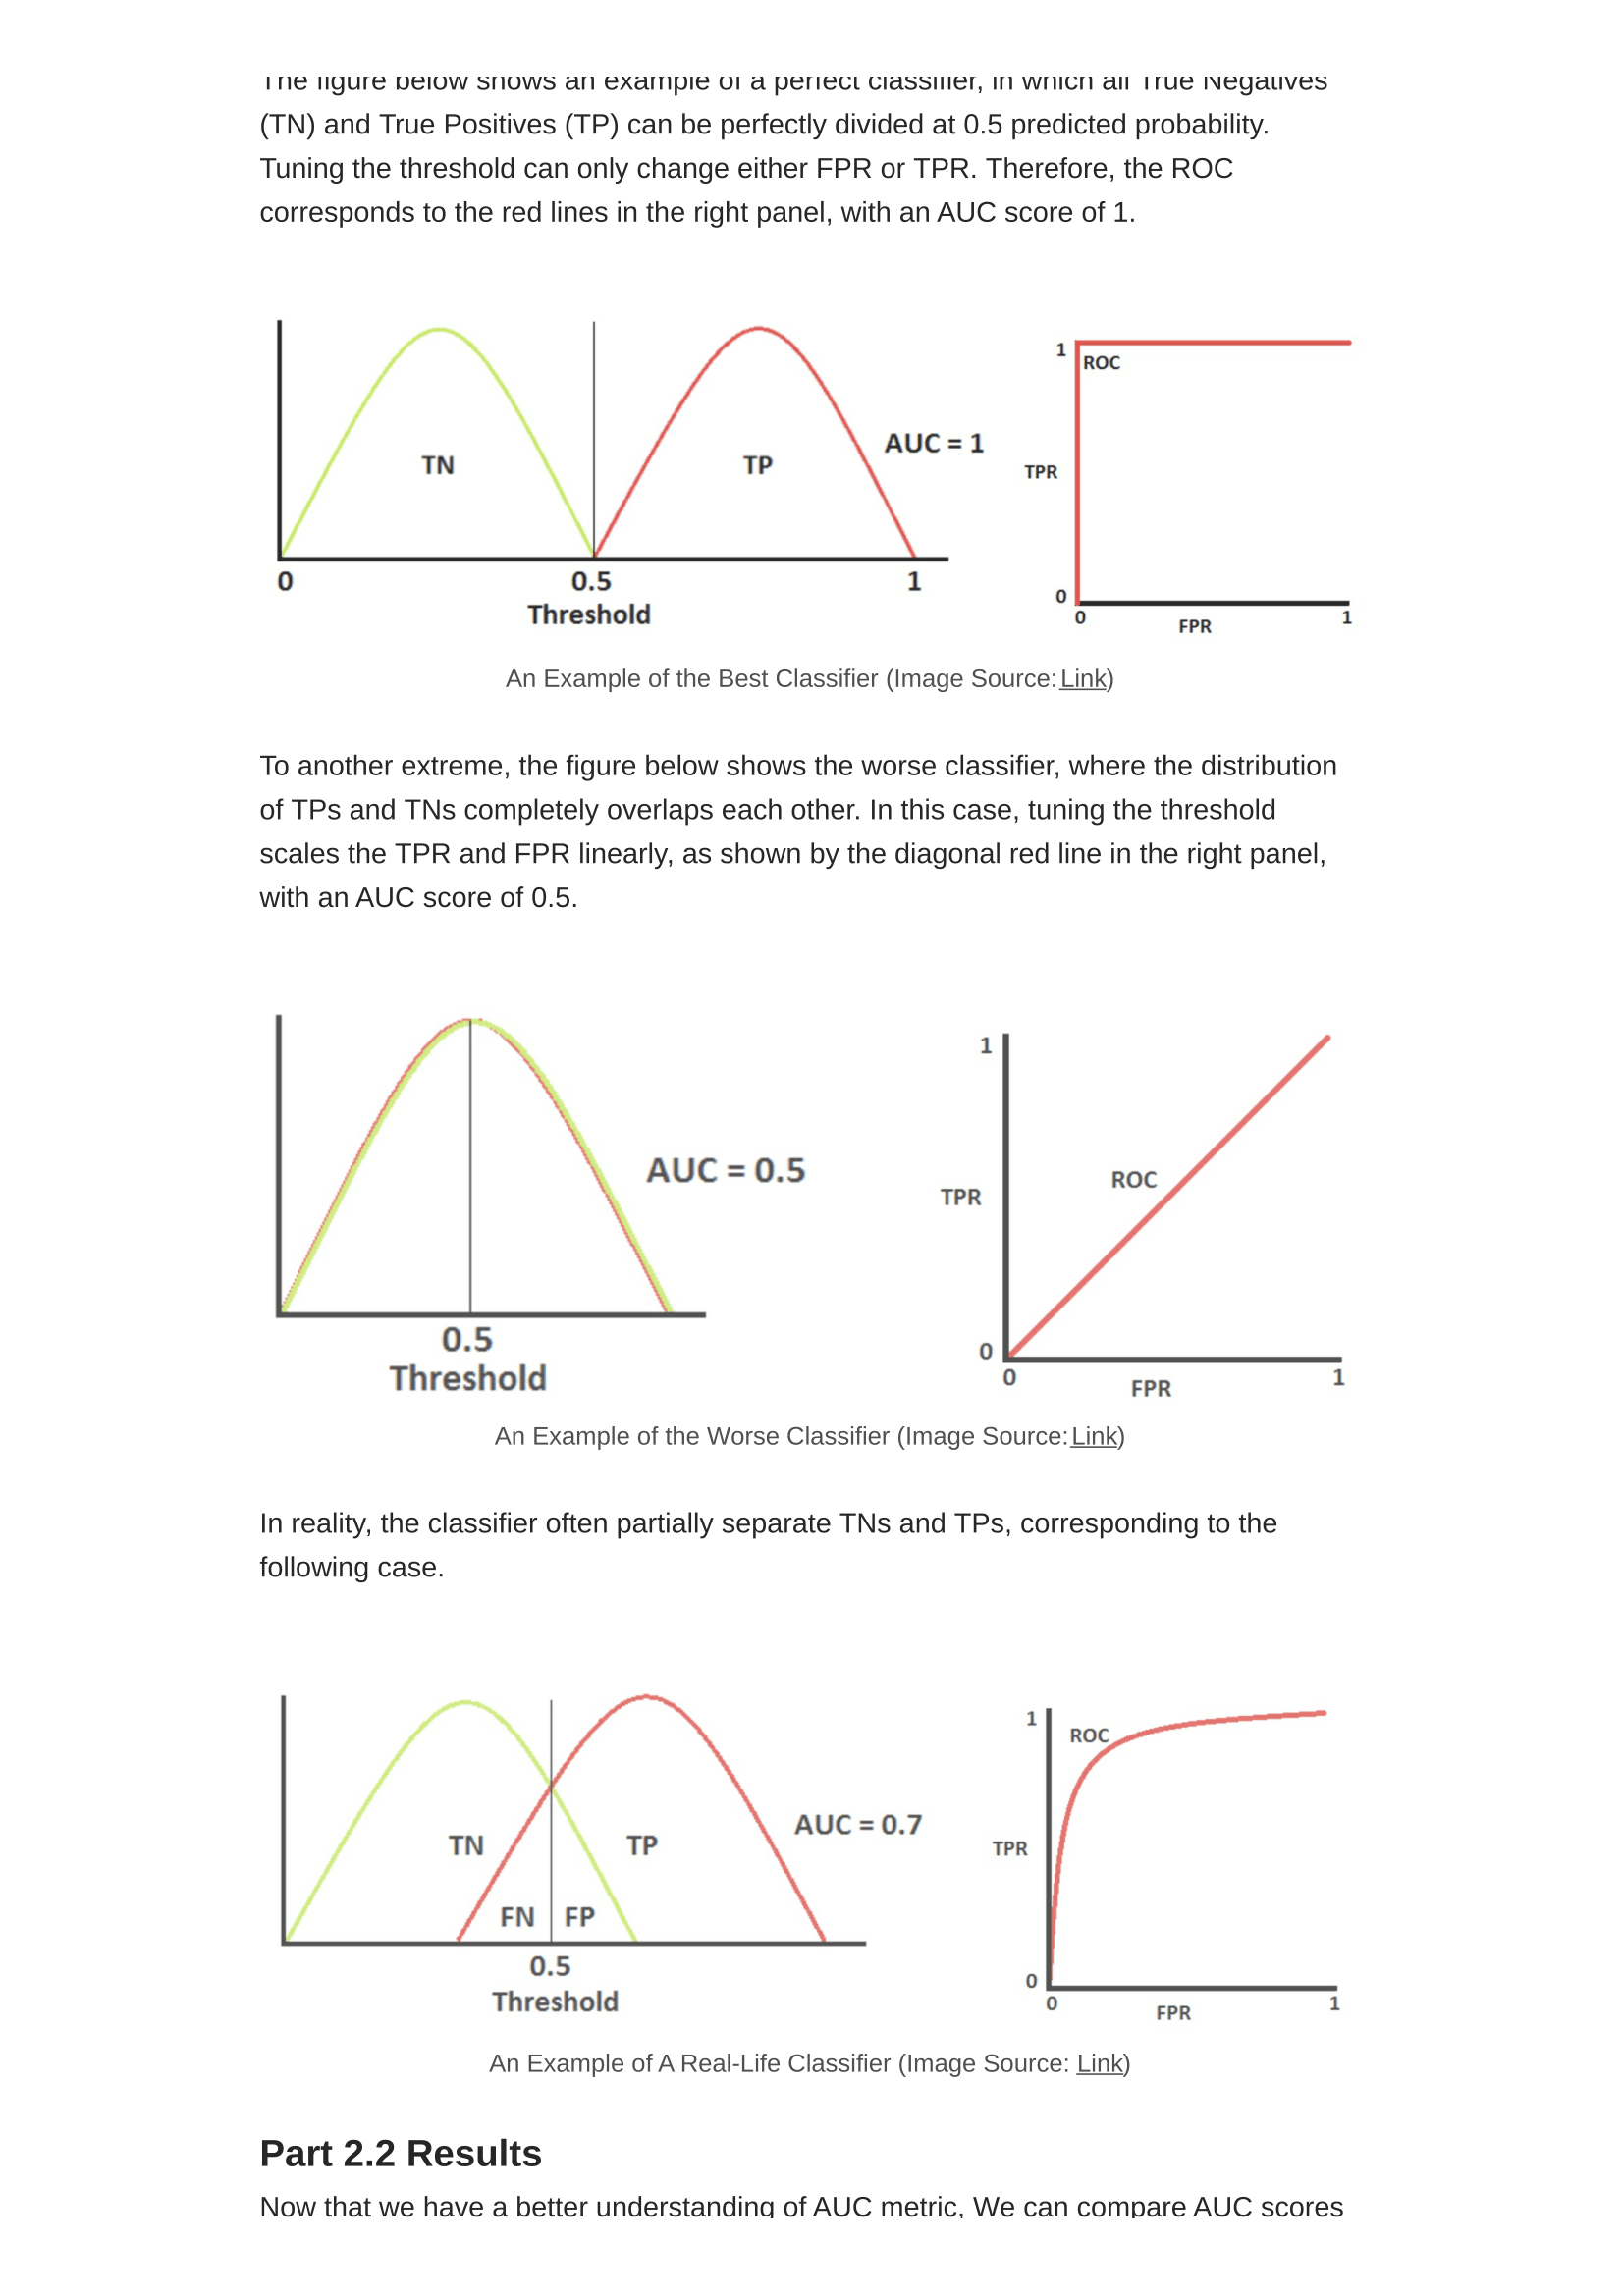 The figure below shows an example of a perfect classifier, in which all True Negatives
(TN) and True Positives (TP) can be perfectly divided at 0.5 predicted probability.
Tuning the threshold can only change either FPR or TPR. Therefore, the ROC
corresponds to the red lines in the right panel, with an AUC score of 1.
TN
TP
AUC = 1
0
0.5
1
Threshold
1
ROC
TPR
0
0
1
FPR
An Example of the Best Classifier (Image Source: Link)
To another extreme, the figure below shows the worse classifier, where the distribution
of TPs and TNs completely overlaps each other. In this case, tuning the threshold
scales the TPR and FPR linearly, as shown by the diagonal red line in the right panel,
with an AUC score of 0.5.
AUC = 0.5
0.5
Threshold
1
ROC
TPR
0
0
1
FPR
An Example of the Worse Classifier (Image Source: Link)
In reality, the classifier often partially separate TNs and TPs, corresponding to the
following case.
TN
TP
FN
FP
AUC = 0.7
0.5
Threshold
1
ROC
TPR
0
0
1
FPR
An Example of A Real-Life Classifier (Image Source: Link)
Part 2.2 Results
Now that we have a better understanding of AUC metric, We can compare AUC scores